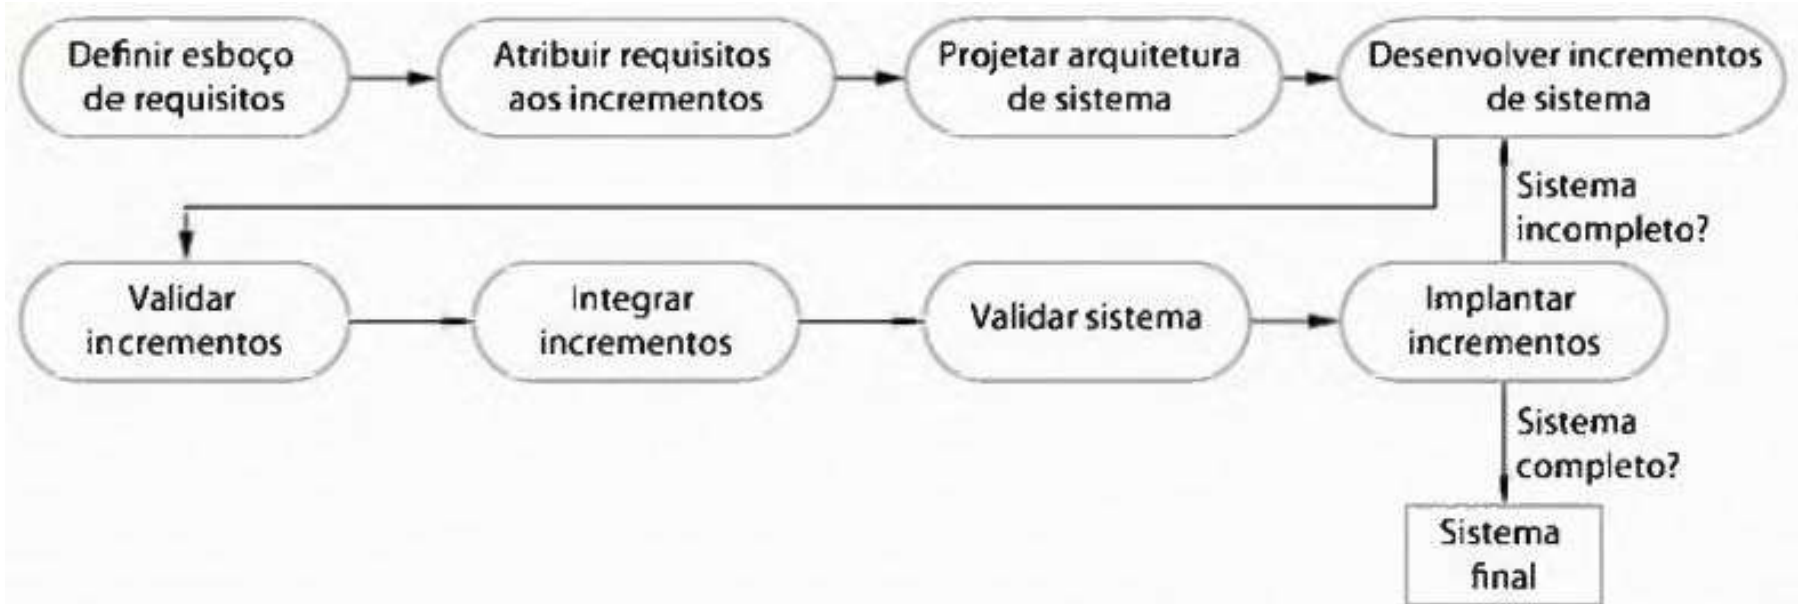 Definir esboço
de requisitos
Atribuir requisitos
aos incrementos
Projetar arquitetura
de sistema
Desenvolver incrementos
de sistema
Sistema
incompleto?
Validar
incrementos
Integrar
incrementos
Validar sistema
Implantar
incrementos
Sistema
completo?
Sistema
final